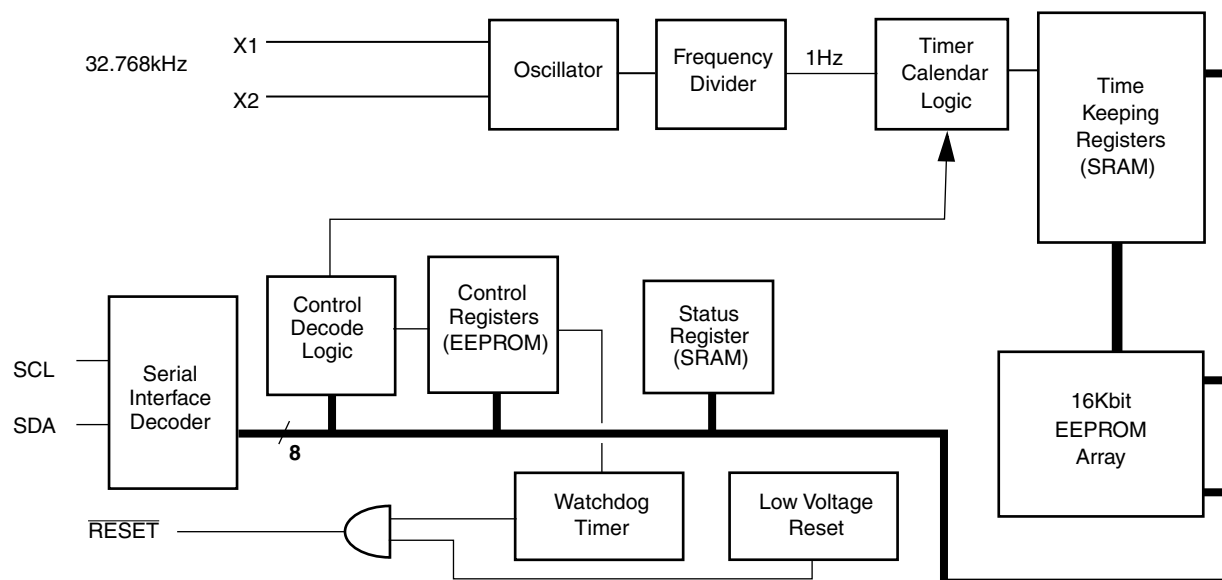 32.768kHz
X1
X2
Oscillator
Frequency
Divider
1Hz
Timer
Calendar
Logic
Time
Keeping
Registers
(SRAM)
Control
Decode
Logic
Control
Registers
(EEPROM)
Status
Register
(SRAM)
SCL
SDA
Serial
Interface
Decoder
8
16Kbit
EEPROM
Array
RESET
Watchdog
Timer
Low Voltage
Reset